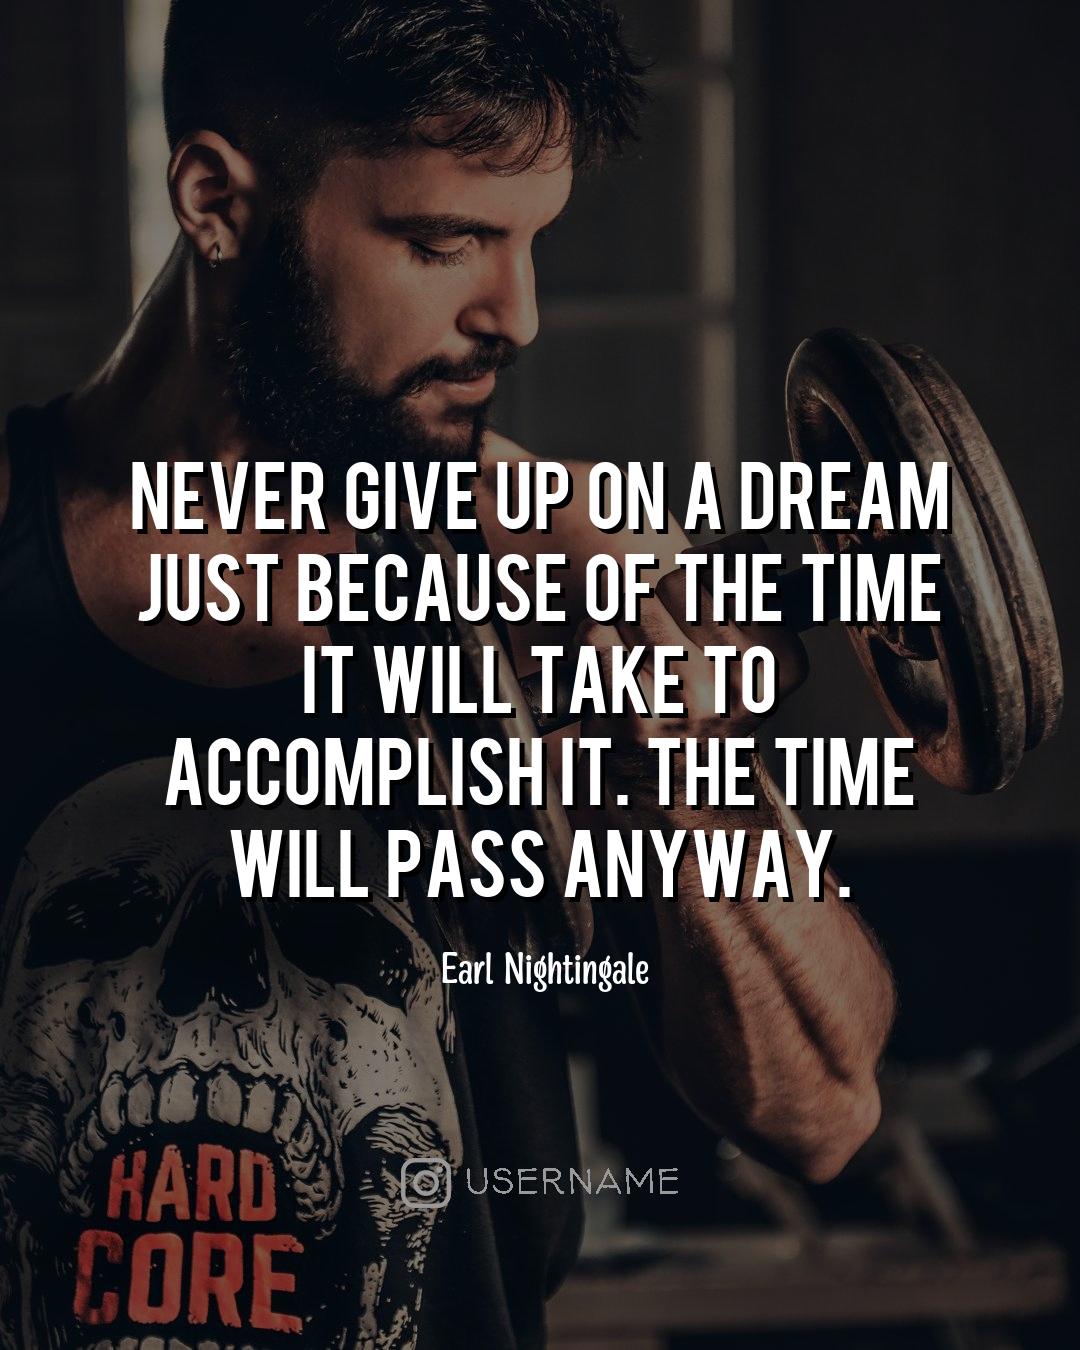 NEVER GIVE UP ON A DREAM
JUST BECAUSE OF THE TIME
IT WILL TAKE TO
ACCOMPLISH IT. THE TIME
WILL PASS ANYWAY.
Earl Nightingale
USERNAME
HARD
CORE